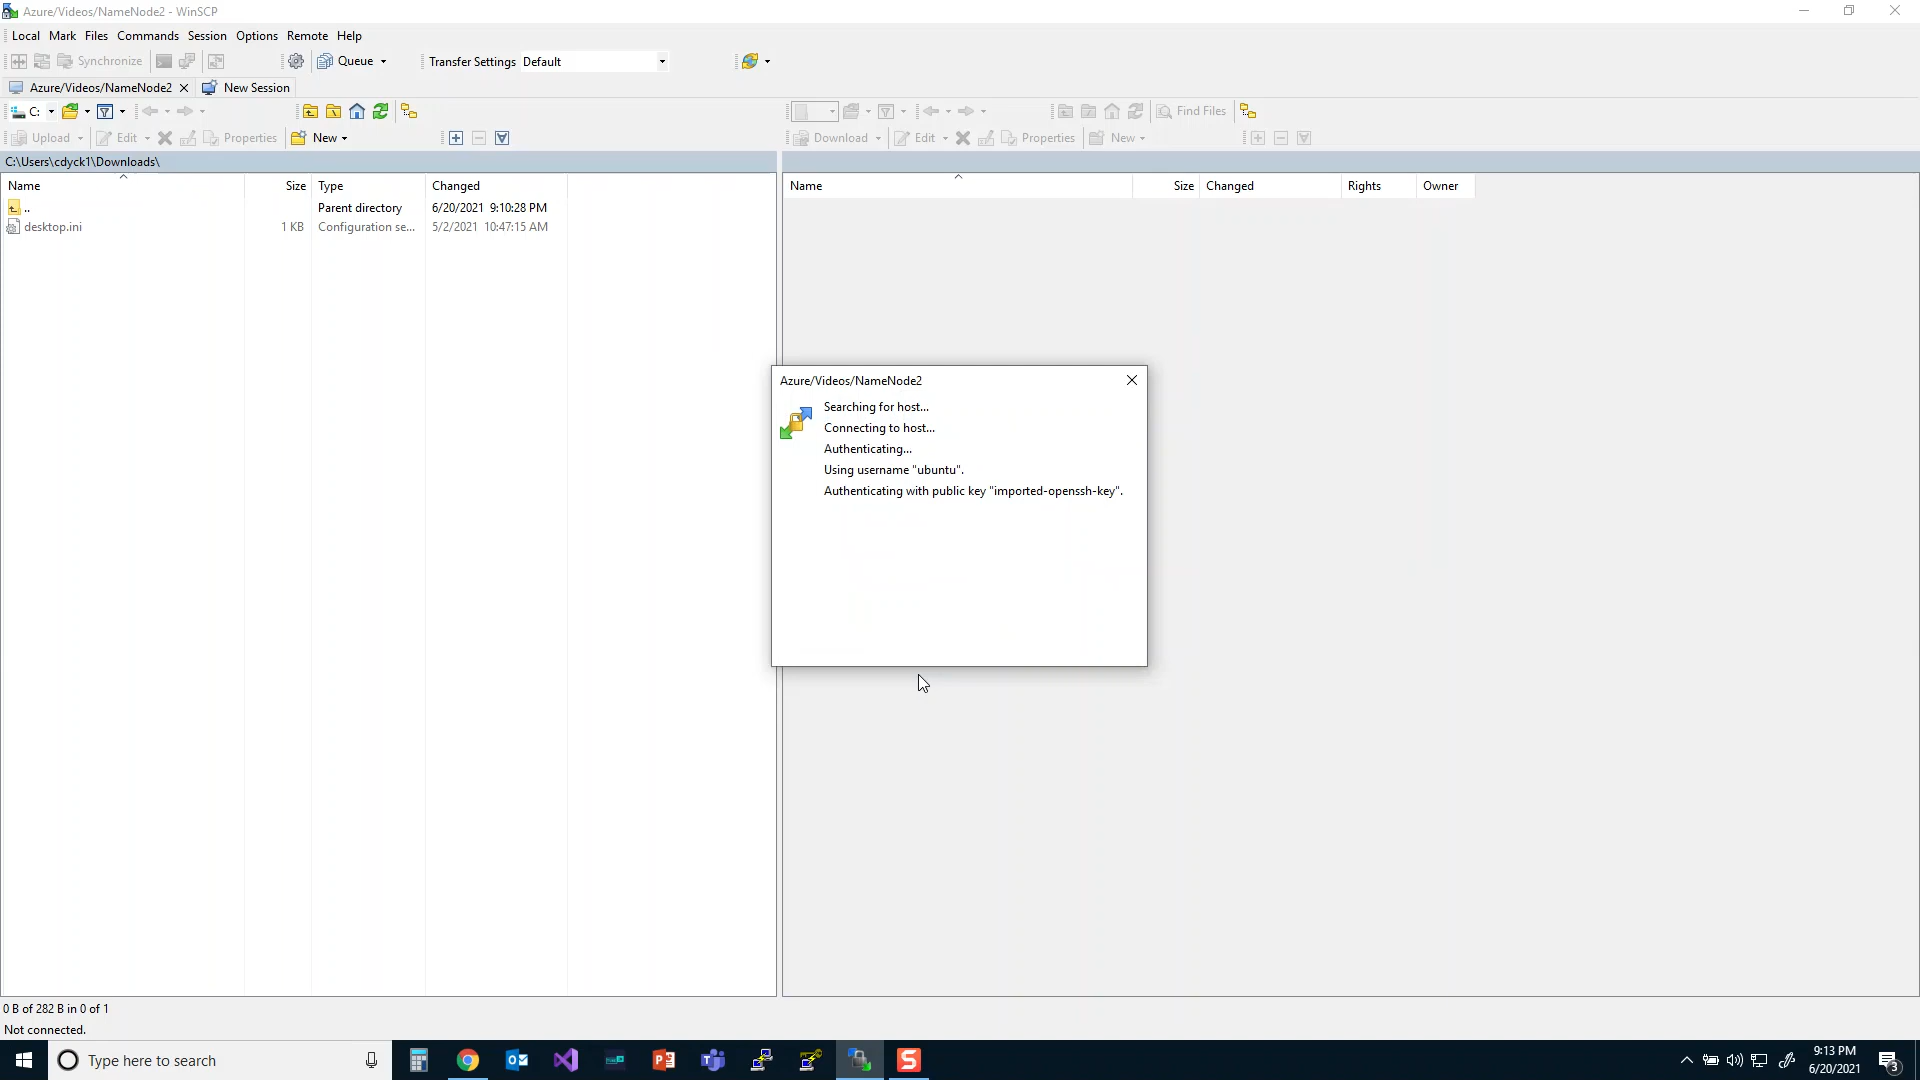 Azure/Videos/NameNode2 - WinSCP
Local Mark Files Commands Session Options Remote Help
Synchronize Queue Transfer Settings Default
Azure/Videos/NameNode2 New Session
C:
Find Files
Upload Edit Properties New
Download Edit Properties New
C:\Users\cdyck1\Downloads\
Name Size Type Changed
.. Parent directory 6/20/2021 9:10:28 PM
desktop.ini 1 KB Configuration se... 5/2/2021 10:47:15 AM
Name Size Changed Rights Owner
Azure/Videos/NameNode2
Searching for host...
Connecting to host...
Authenticating...
Using username "ubuntu".
Authenticating with public key "imported-openssh-key".
0 B of 282 B in 0 of 1
Not connected.
Type here to search
9:13 PM
6/20/2021
3